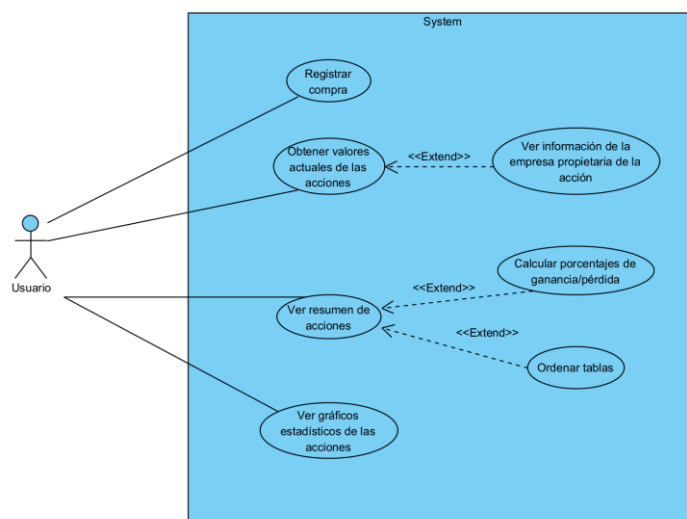 System
Registrar
compra
Obtener valores
actuales de las
acciones
<<Extend>>
Ver información de la
empresa propietaria de la
acción
Usuario
Calcular porcentajes de
ganancia/pérdida
<<Extend>>
Ver resumen de
acciones
<<Extend>>
Ordenar tablas
Ver gráficos
estadísticos de las
acciones